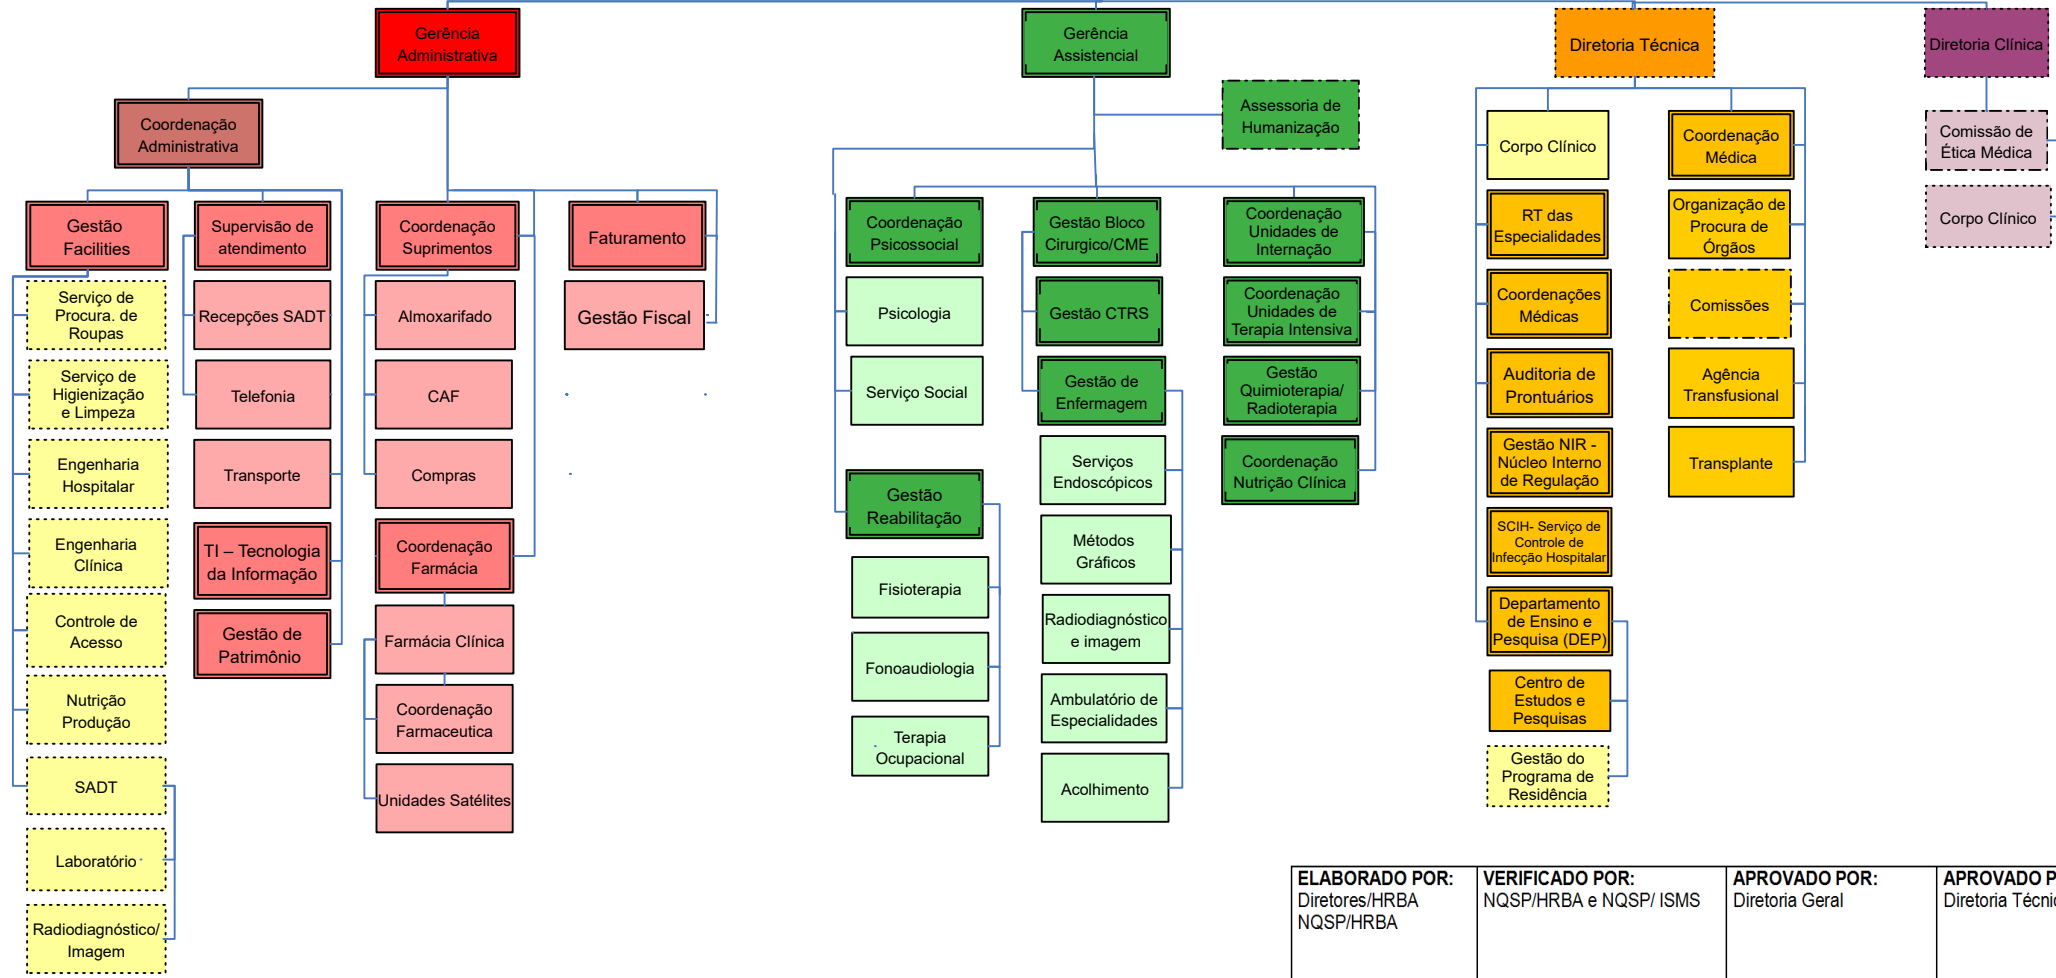 Gerência
Administrativa
Gerência
Assistencial
Diretoria Técnica
Diretoria Clínica
Assessoria de
Humanização
Coordenação
Administrativa
Gestão
Facilities
Serviço de
Procura. de
Roupas
Serviço de
Higienização
e Limpeza
Engenharia
Hospitalar
Engenharia
Clínica
Controle de
Acesso
Nutrição
Produção
SADT
Laboratório
Radiodiagnóstico/
Imagem
Supervisão de
atendimento
Recepções SADT
Telefonia
Transporte
TI – Tecnologia
da Informação
Gestão de
Patrimônio
Coordenação
Suprimentos
Almoxarifado
CAF
Compras
Coordenação
Farmácia
Farmácia Clínica
Coordenação
Farmaceutica
Unidades Satélites
Faturamento
Gestão Fiscal
Coordenação
Psicossocial
Psicologia
Serviço Social
Gestão
Reabilitação
Fisioterapia
Fonoaudiologia
Terapia
Ocupacional
Gestão Bloco
Cirurgico/CME
Gestão CTRS
Gestão de
Enfermagem
Serviços
Endoscópicos
Métodos
Gráficos
Radiodiagnóstico
e imagem
Ambulatório de
Especialidades
Acolhimento
Coordenação
Unidades de
Internação
Coordenação
Unidades de
Terapia Intensiva
Gestão
Quimioterapia/
Radioterapia
Coordenação
Nutrição Clínica
Corpo Clínico
RT das
Especialidades
Coordenações
Médicas
Auditoria de
Prontuários
Gestão NIR -
Núcleo Interno
de Regulação
SCIH- Serviço de
Controle de
Infecção Hospitalar
Departamento
de Ensino e
Pesquisa (DEP)
Centro de
Estudos e
Pesquisas
Gestão do
Programa de
Residência
Coordenação
Médica
Organização de
Procura de
Órgãos
Comissões
Agência
Transfusional
Transplante
Comissão de
Ética Médica
Corpo Clínico
ELABORADO POR:
Diretores/HRBA
NQSP/HRBA
VERIFICADO POR:
NQSP/HRBA e NQSP/ ISMS
APROVADO POR:
Diretoria Geral
APROVADO P
Diretoria Técnic